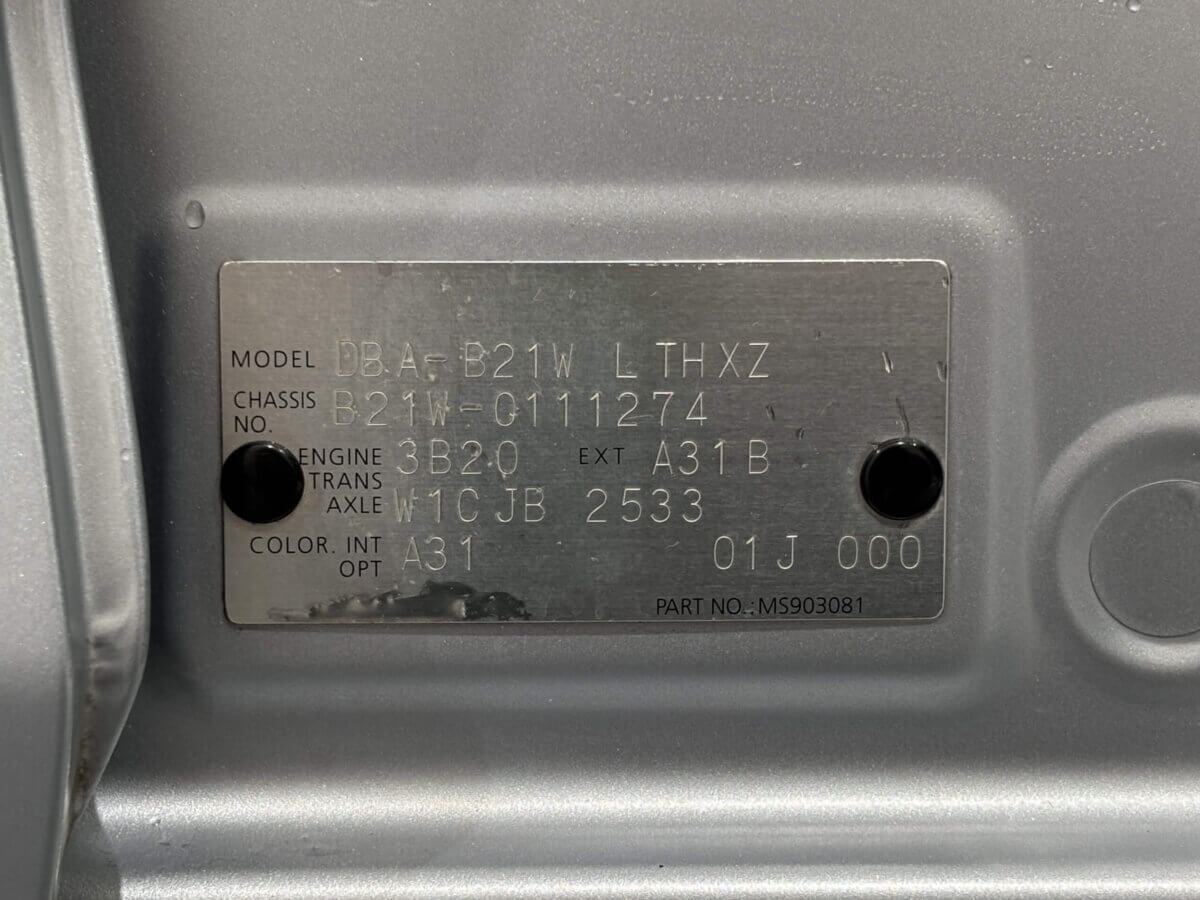 MODEL DBA-B21W LTHXZ
CHASSIS NO. B21W-0111274
ENGINE 3B20 EXT A31B
TRANS AXLE W1CJB 2533
COLOR. INT OPT A31 01J 000
PART NO.:MS903081